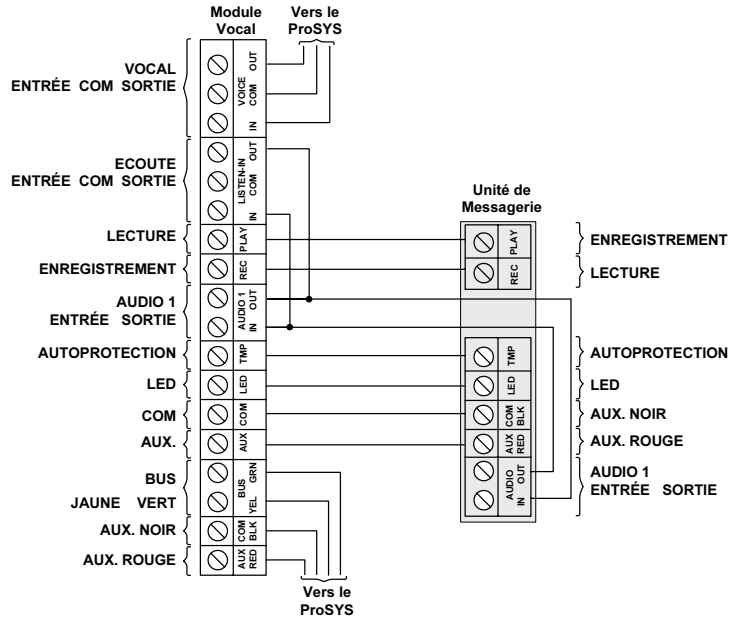 Module
Vocal
Vers le
ProSYS
VOCAL
ENTRÉE COM SORTIE
OUT
VOICE
COM
IN
ECOUTE
ENTRÉE COM SORTIE
OUT
LISTEN-IN
COM
IN
LECTURE
PLAY
ENREGISTREMENT
REC
AUDIO 1
ENTRÉE SORTIE
AUDIO 1
OUT
IN
AUTOPROTECTION
TMP
LED
LED
COM
COM
AUX.
AUX
BUS
JAUNE VERT
BUS
GRN
YEL
AUX. NOIR
COM
BLK
AUX. ROUGE
AUX
RED
Vers le
ProSYS
Unité de
Messagerie
PLAY
ENREGISTREMENT
REC
LECTURE
TMP
AUTOPROTECTION
LED
LED
COM
BLK
AUX. NOIR
AUX
RED
AUX. ROUGE
AUDIO
OUT
IN
AUDIO 1
ENTRÉE SORTIE